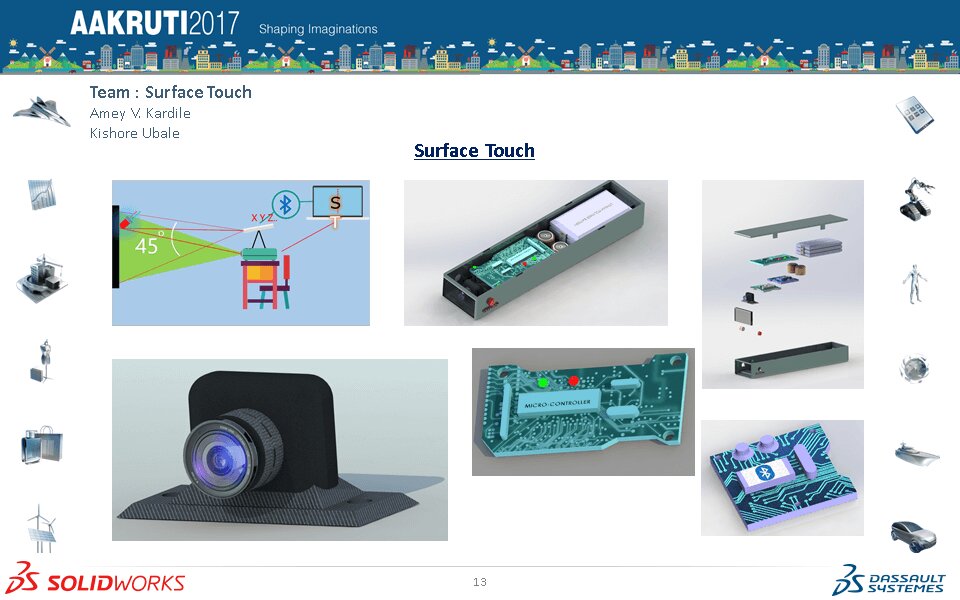 AAKRUTI2017 Shaping Imaginations
Team : Surface Touch
Amey V. Kardile
Kishore Ubale
Surface Touch
45°
X Y Z
S
MICRO-CONTROLLER
SOLIDWORKS
13
DASSAULT
SYSTEMES